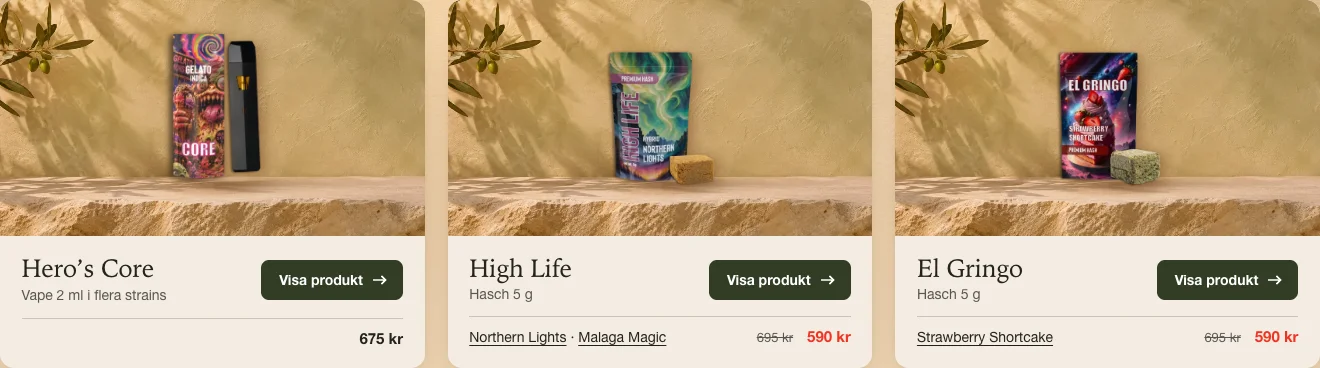 GELATO
INDICA
CORE
PREMIUM HASH
HIGH LIFE
HYBRID
NORTHERN
LIGHTS
EL GRINGO
STRAWBERRY
SHORTCAKE
PREMIUM HASH
Hero’s Core
Vape 2 ml i flera strains
Visa produkt →
675 kr
High Life
Hasch 5 g
Visa produkt →
Northern Lights · Malaga Magic
695 kr 590 kr
El Gringo
Hasch 5 g
Visa produkt →
Strawberry Shortcake
695 kr 590 kr